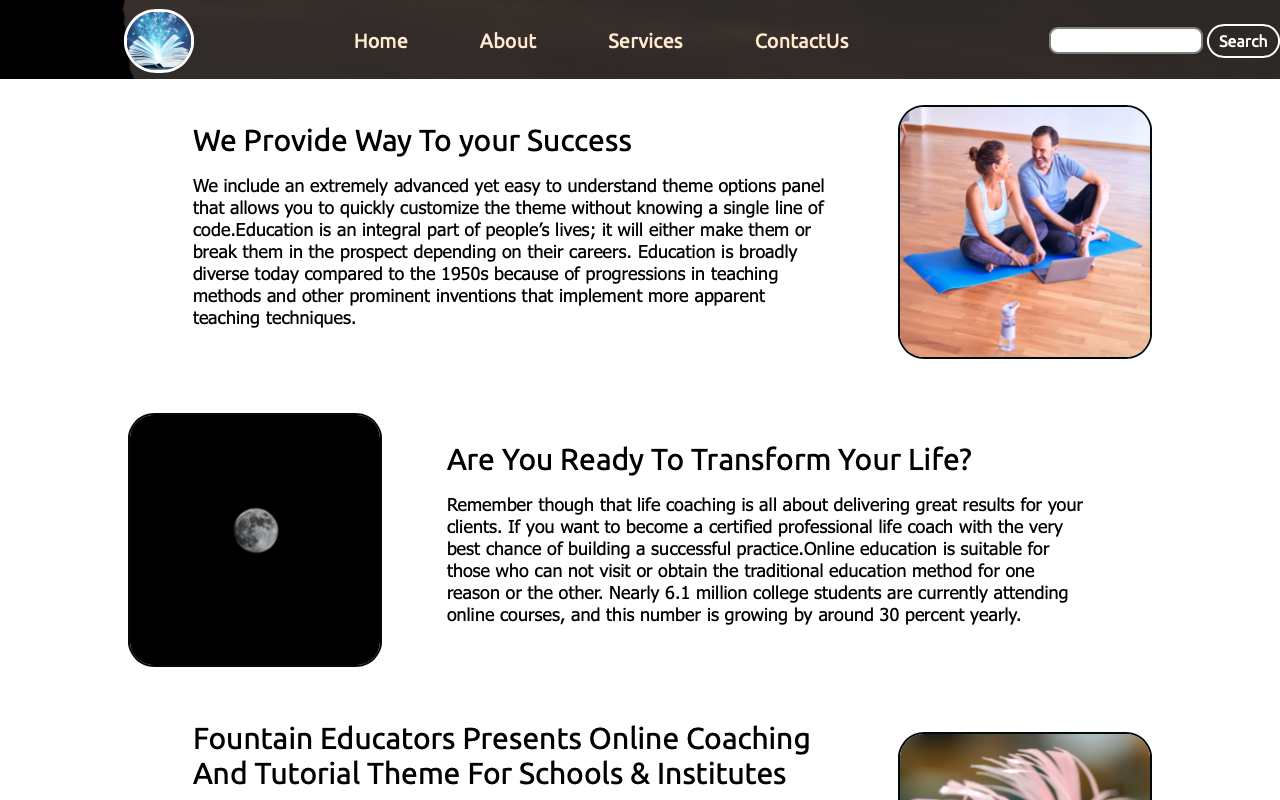 Home About Services ContactUs Search
We Provide Way To your Success
We include an extremely advanced yet easy to understand theme options panel
that allows you to quickly customize the theme without knowing a single line of
code.Education is an integral part of people’s lives; it will either make them or
break them in the prospect depending on their careers. Education is broadly
diverse today compared to the 1950s because of progressions in teaching
methods and other prominent inventions that implement more apparent
teaching techniques.
Are You Ready To Transform Your Life?
Remember though that life coaching is all about delivering great results for your
clients. If you want to become a certified professional life coach with the very
best chance of building a successful practice.Online education is suitable for
those who can not visit or obtain the traditional education method for one
reason or the other. Nearly 6.1 million college students are currently attending
online courses, and this number is growing by around 30 percent yearly.
Fountain Educators Presents Online Coaching
And Tutorial Theme For Schools & Institutes